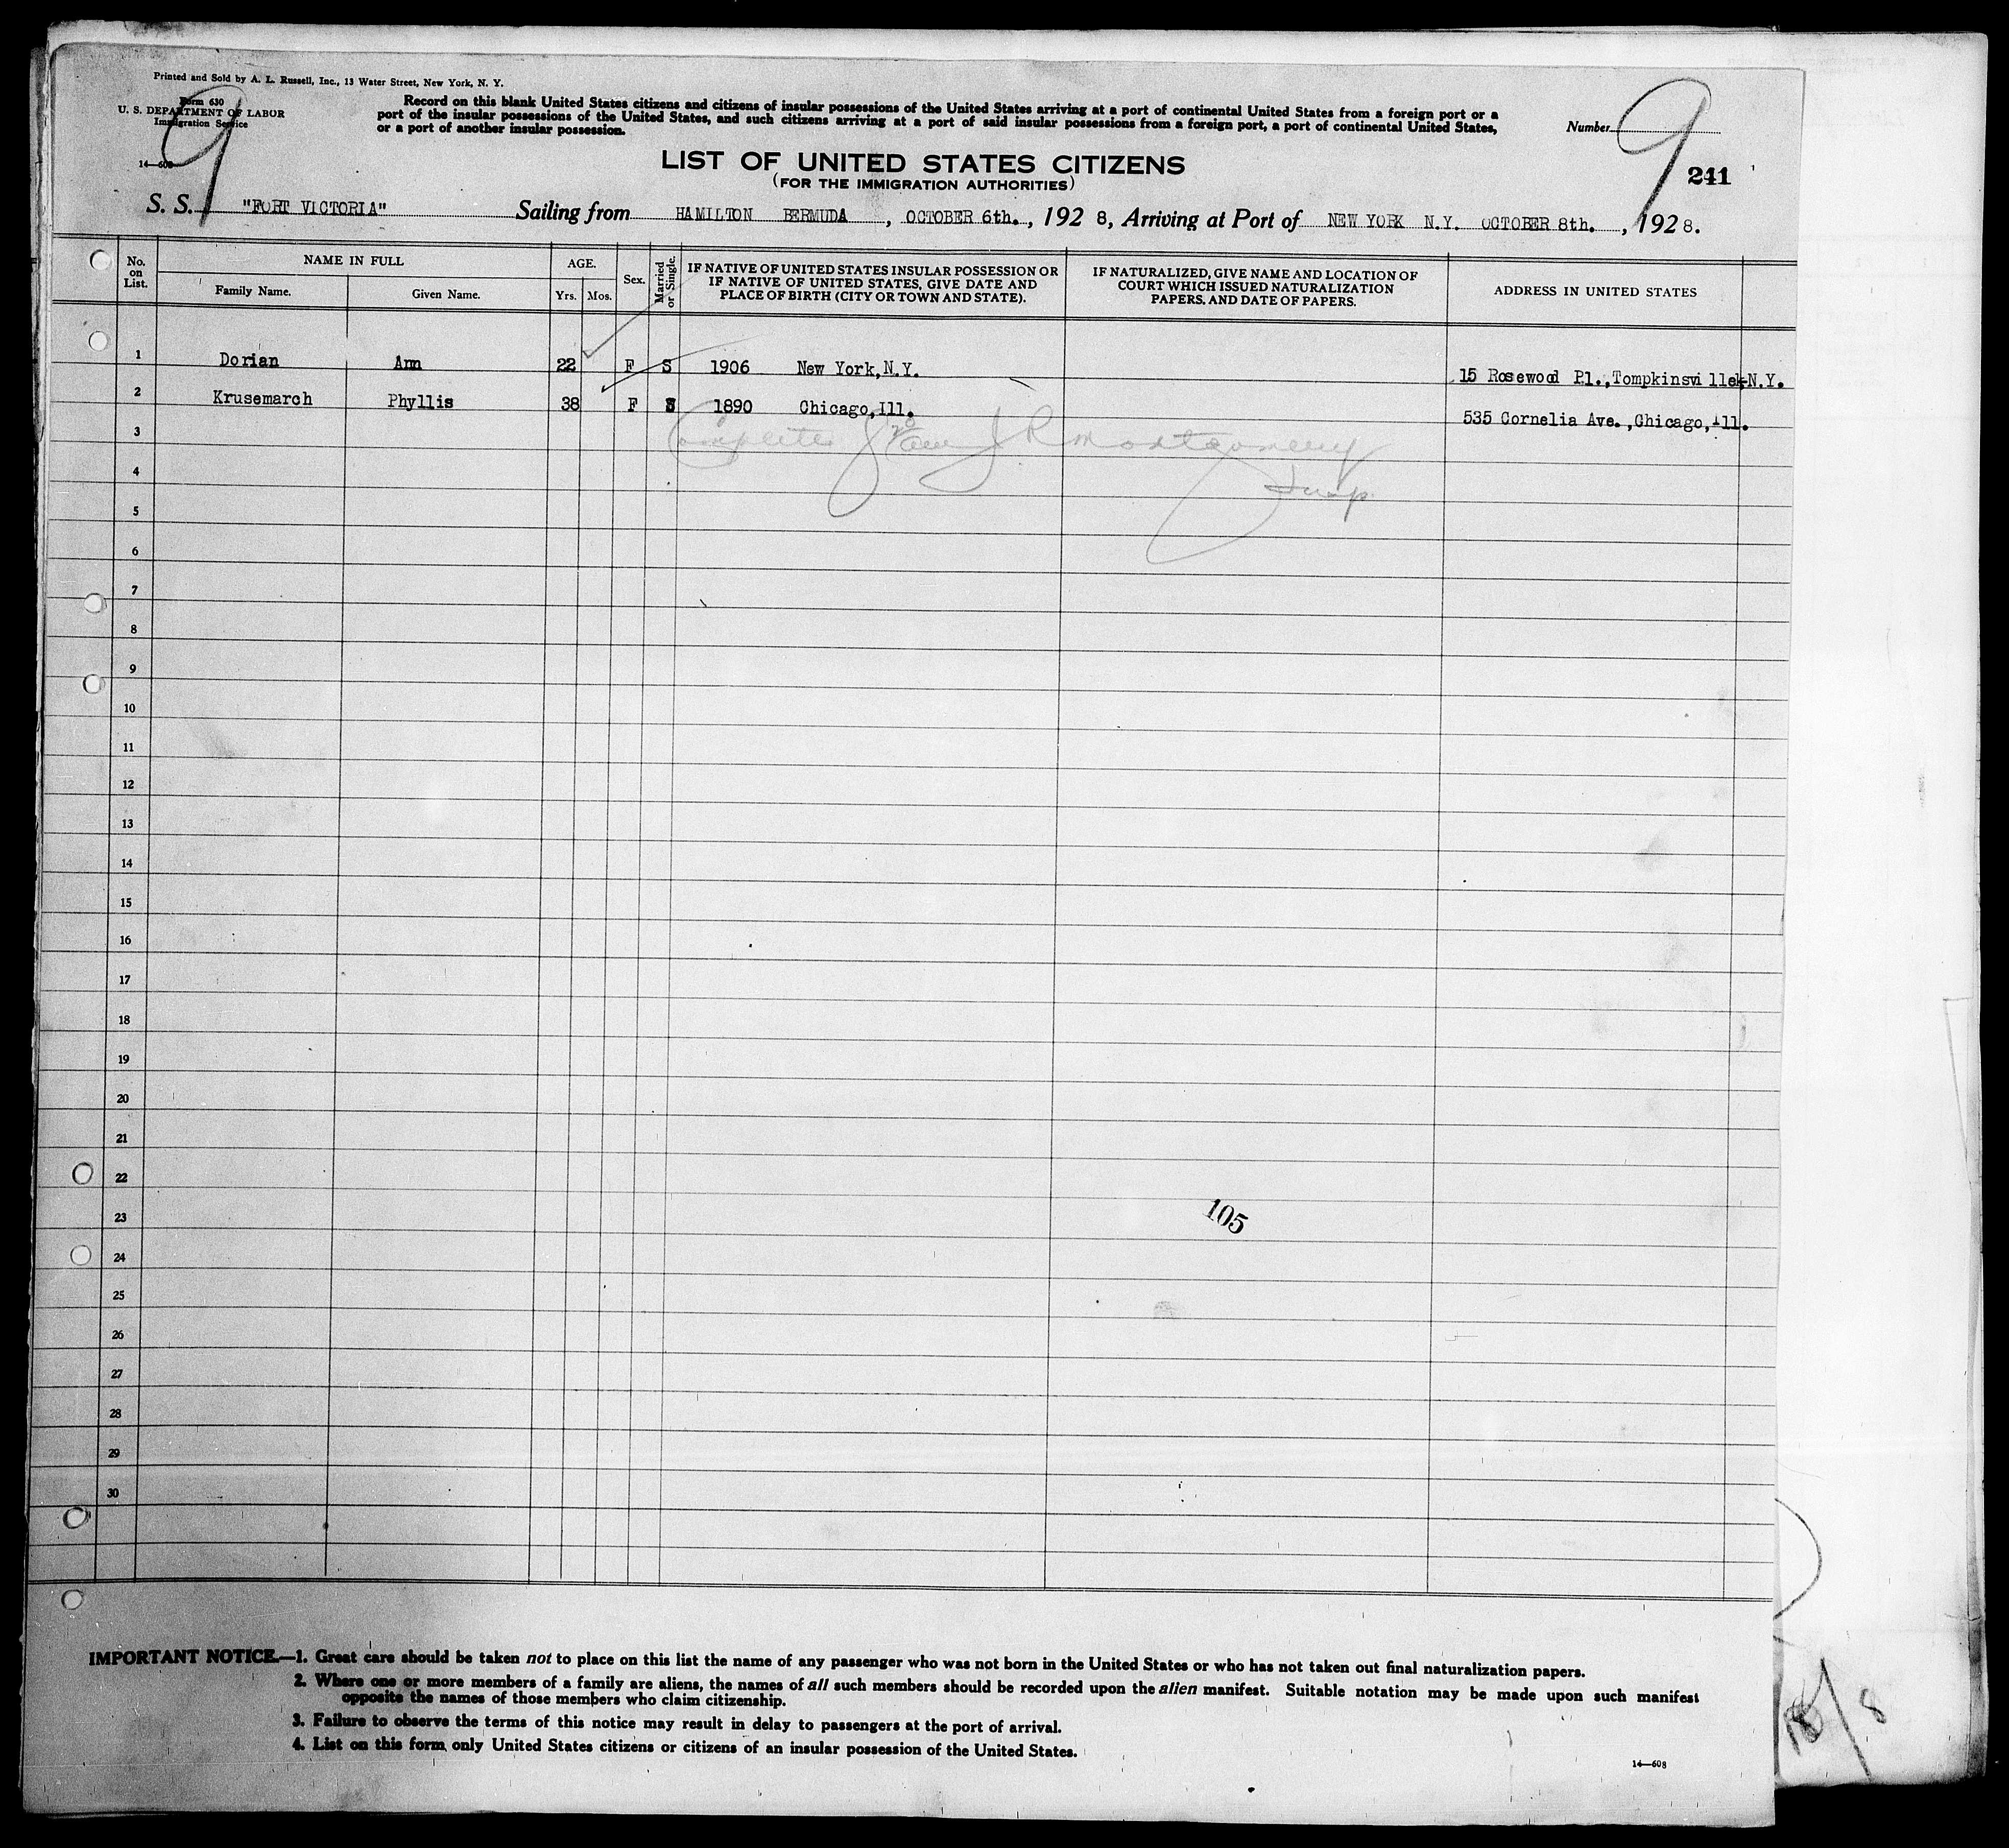 Printed and Sold by A. L. Russell, Inc., 13 Water Street, New York, N. Y.
Form 630
U. S. DEPARTMENT OF LABOR
Immigration Service
14—608
9
Record on this blank United States citizens and citizens of insular possessions of the United States arriving at a port of continental United States from a foreign port or a
port of the insular possessions of the United States, and such citizens arriving at a port of said insular possessions from a foreign port, a port of continental United States,
or a port of another insular possession.
Number 9
LIST OF UNITED STATES CITIZENS
(FOR THE IMMIGRATION AUTHORITIES)
241
S. S. "FORT VICTORIA" Sailing from HAMILTON BERMUDA , OCTOBER 6th. , 192 8, Arriving at Port of NEW YORK N.Y. OCTOBER 8th. , 192 8.
No. on List. NAME IN FULL Family Name. Given Name. AGE. Yrs. Mos. Sex. Married or Single. IF NATIVE OF UNITED STATES INSULAR POSSESSION OR IF NATIVE OF UNITED STATES, GIVE DATE AND PLACE OF BIRTH (CITY OR TOWN AND STATE). IF NATURALIZED, GIVE NAME AND LOCATION OF COURT WHICH ISSUED NATURALIZATION PAPERS, AND DATE OF PAPERS. ADDRESS IN UNITED STATES
1 Dorian Ann 22 F S 1906 New York,N.Y. 15 Rosewood Pl.,Tompkinsville N.Y.
2 Krusemarch Phyllis 38 F S 1890 Chicago,Ill. 535 Cornelia Ave.,Chicago,Ill.
3 Complete J R Montgomery
4 Insp.
5
6
7
8
9
10
11
12
13
14
15
16
17
18
19
20
21
22
23 105
24
25
26
27
28
29
30
IMPORTANT NOTICE.—1. Great care should be taken not to place on this list the name of any passenger who was not born in the United States or who has not taken out final naturalization papers.
2. Where one or more members of a family are aliens, the names of all such members should be recorded upon the alien manifest. Suitable notation may be made upon such manifest
opposite the names of those members who claim citizenship.
3. Failure to observe the terms of this notice may result in delay to passengers at the port of arrival.
4. List on this form only United States citizens or citizens of an insular possession of the United States.
14—608
8